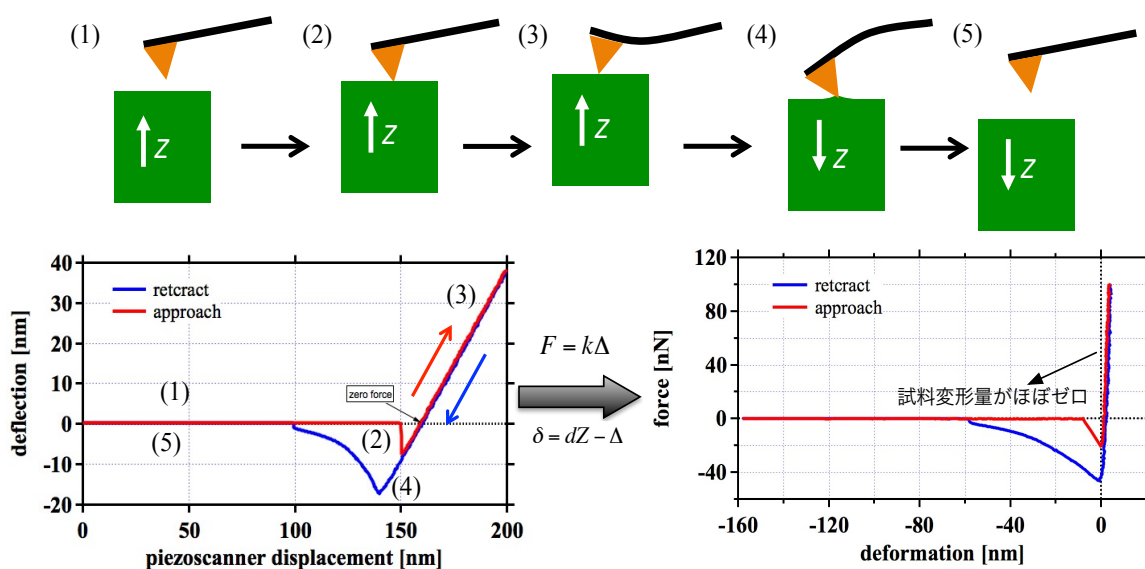 (1) (2) (3) (4) (5)
Z Z Z Z Z
40
30
20
10
0
-10
-20
deflection [nm]
retcract
approach
(1)
(2)
(3)
(4)
(5)
zero force
0 50 100 150 200
piezoscanner displacement [nm]
F = kΔ
δ = dZ − Δ
120
80
40
0
-40
force [nN]
retcract
approach
試料変形量がほぼゼロ
-160 -120 -80 -40 0
deformation [nm]